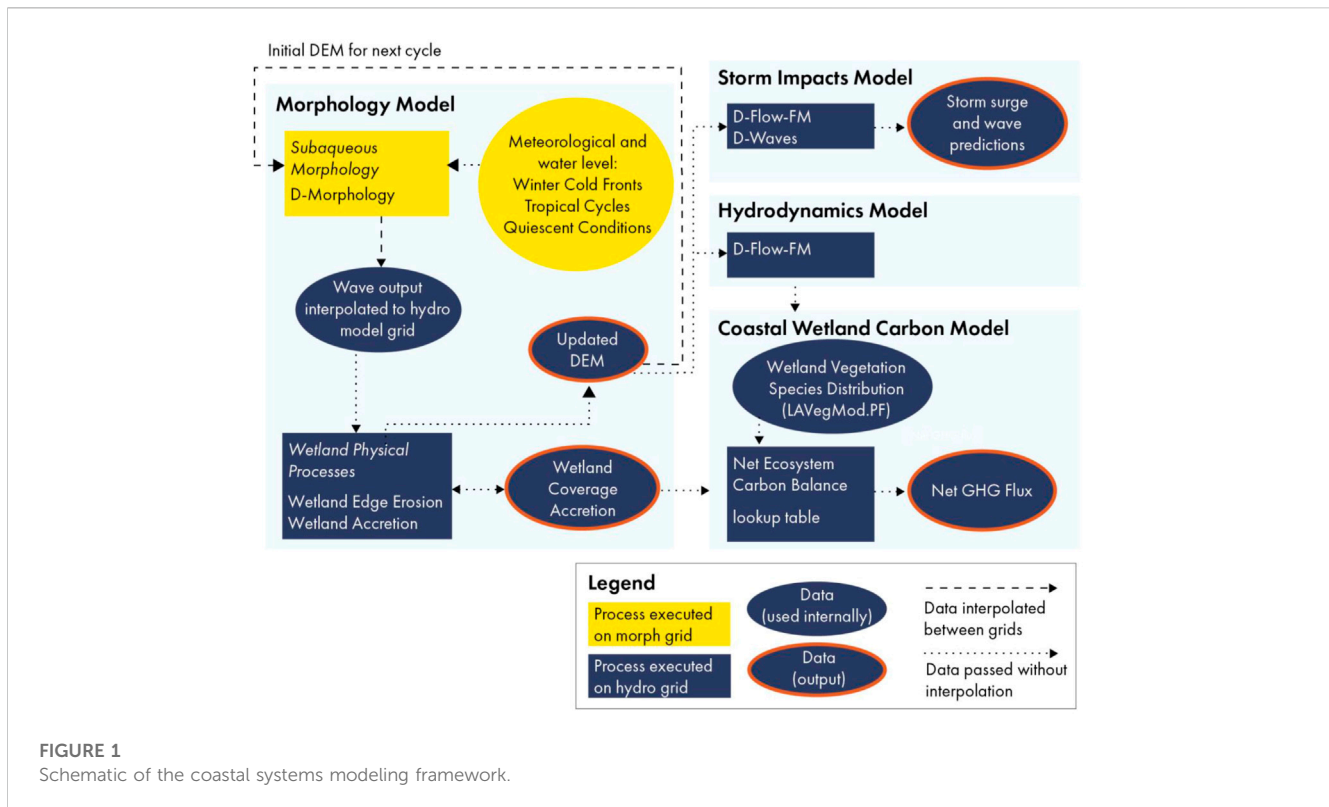 Initial DEM for next cycle
Morphology Model
Subaqueous
Morphology
D-Morphology
Meteorological and
water level:
Winter Cold Fronts
Tropical Cycles
Quiescent Conditions
Wave output
interpolated to hydro
model grid
Updated
DEM
Wetland Physical
Processes
Wetland Edge Erosion
Wetland Accretion
Wetland
Coverage
Accretion
Storm Impacts Model
D-Flow-FM
D-Waves
Storm surge
and wave
predictions
Hydrodynamics Model
D-Flow-FM
Coastal Wetland Carbon Model
Wetland Vegetation
Species Distribution
(LAVegMod.PF)
Net Ecosystem
Carbon Balance
lookup table
Net GHG Flux
Legend
Process executed
on morph grid
Process executed
on hydro grid
Data
(used internally)
Data
(output)
Data interpolated
between grids
Data passed without
interpolation
FIGURE 1
Schematic of the coastal systems modeling framework.